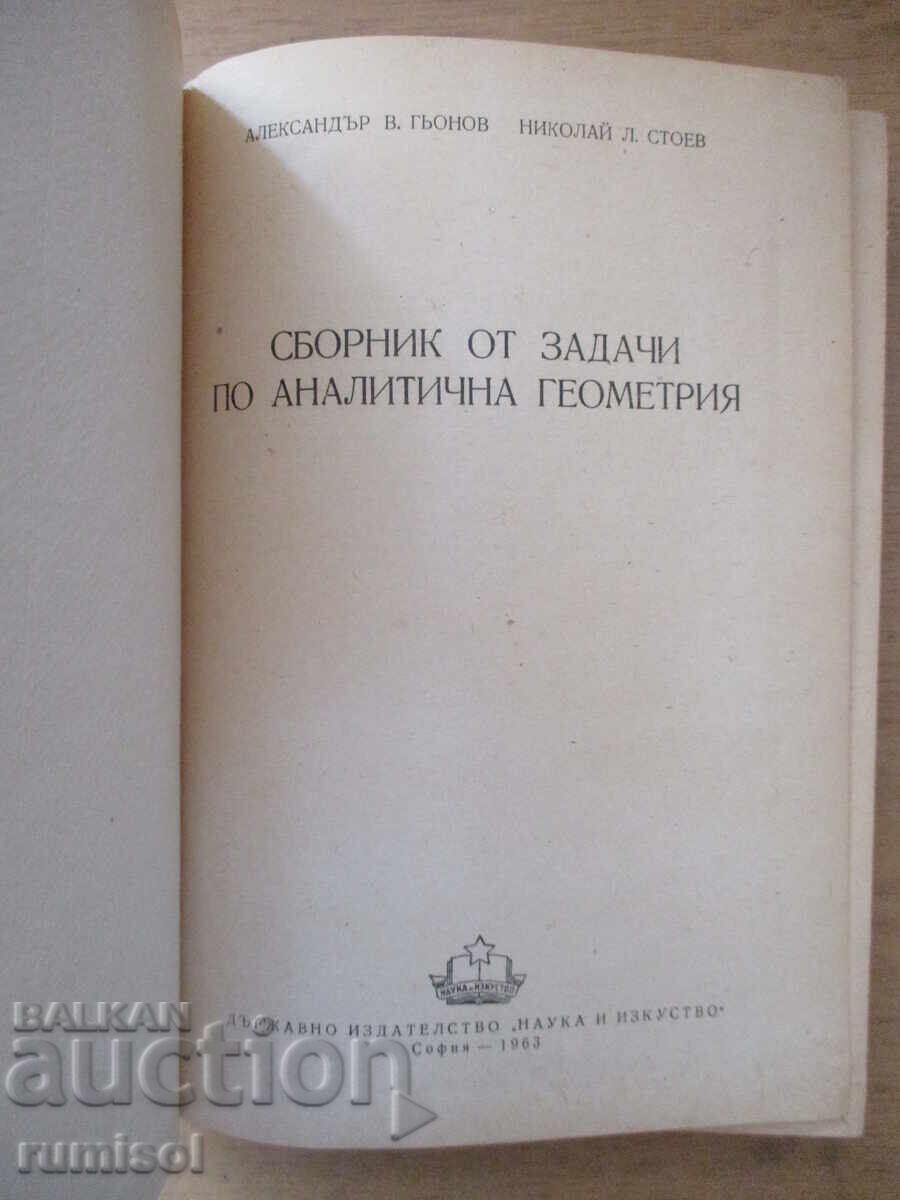 АЛЕКСАНДЪР В. ГЬОНОВ НИКОЛАЙ Л. СТОЕВ
СБОРНИК ОТ ЗАДАЧИ
ПО АНАЛИТИЧНА ГЕОМЕТРИЯ
НАУКА и ИЗКУСТВО
ДЪРЖАВНО ИЗДАТЕЛСТВО „НАУКА И ИЗКУСТВО"
София — 1963
BALKAN
auction
rumisol